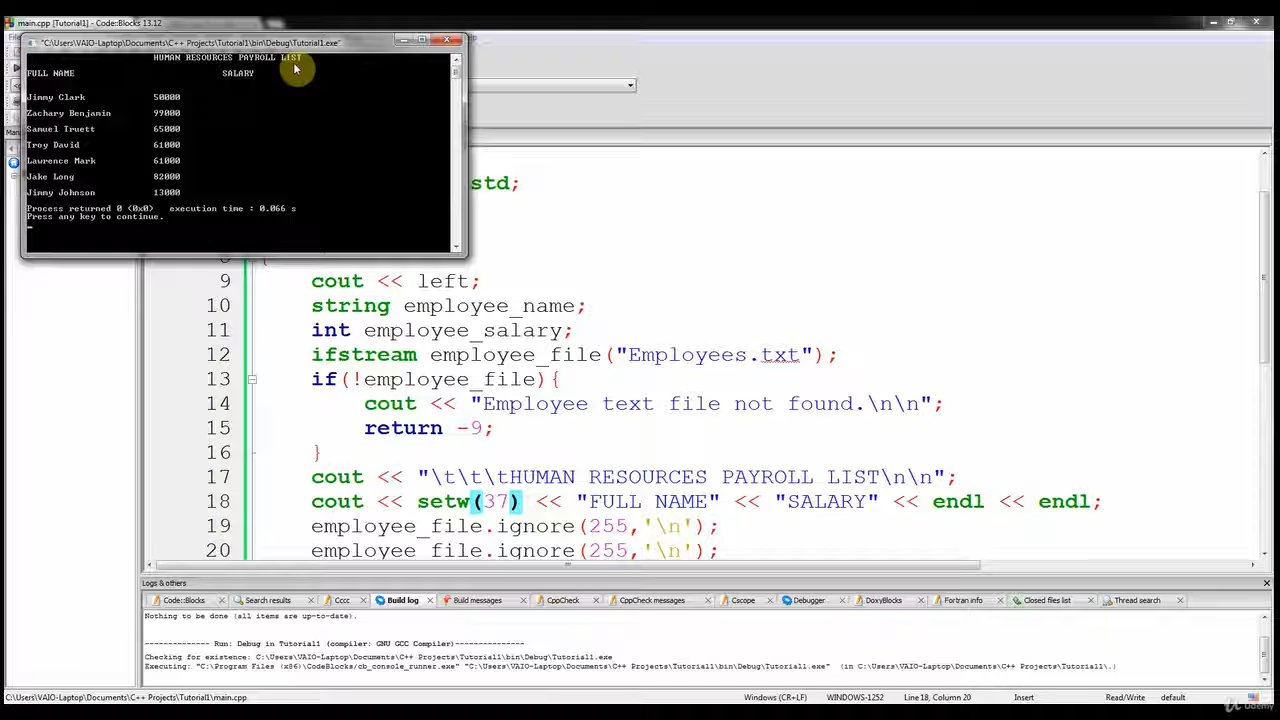 main.cpp [Tutorial1] - Code::Blocks 13.12
"C:\Users\VAIO-Laptop\Documents\C++ Projects\Tutorial1\bin\Debug\Tutorial1.exe"
HUMAN RESOURCES PAYROLL LIST
FULL NAME SALARY
Jimmy Clark 50000
Zachary Benjamin 99000
Samuel Truett 65000
Troy David 61000
Lawrence Mark 61000
Jake Long 82000
Jimmy Johnson 13000
Process returned 0 (0x0) execution time : 0.066 s
Press any key to continue.
std;
9 cout << left;
10 string employee_name;
11 int employee_salary;
12 ifstream employee_file("Employees.txt");
13 if(!employee_file){
14 cout << "Employee text file not found.\n\n";
15 return -9;
16 }
17 cout << "\t\t\tHUMAN RESOURCES PAYROLL LIST\n\n";
18 cout << setw(37) << "FULL NAME" << "SALARY" << endl << endl;
19 employee_file.ignore(255,'\n');
20 employee_file.ignore(255,'\n');
Logs & others
Code::Blocks Search results Cccc Build log Build messages CppCheck CppCheck messages Cscope Debugger DoxyBlocks Fortran info Closed files list Thread search
Nothing to be done (all items are up-to-date).
-------------- Run: Debug in Tutorial1 (compiler: GNU GCC Compiler)---------------
Checking for existence: C:\Users\VAIO-Laptop\Documents\C++ Projects\Tutorial1\bin\Debug\Tutorial1.exe
Executing: "C:\Program Files (x86)\CodeBlocks/cb_console_runner.exe" "C:\Users\VAIO-Laptop\Documents\C++ Projects\Tutorial1\bin\Debug\Tutorial1.exe" (in C:\Users\VAIO-Laptop\Documents\C++ Projects\Tutorial1\.)
C:\Users\VAIO-Laptop\Documents\C++ Projects\Tutorial1\main.cpp Windows (CR+LF) WINDOWS-1252 Line 18, Column 20 Insert Read/Write default
Udemy